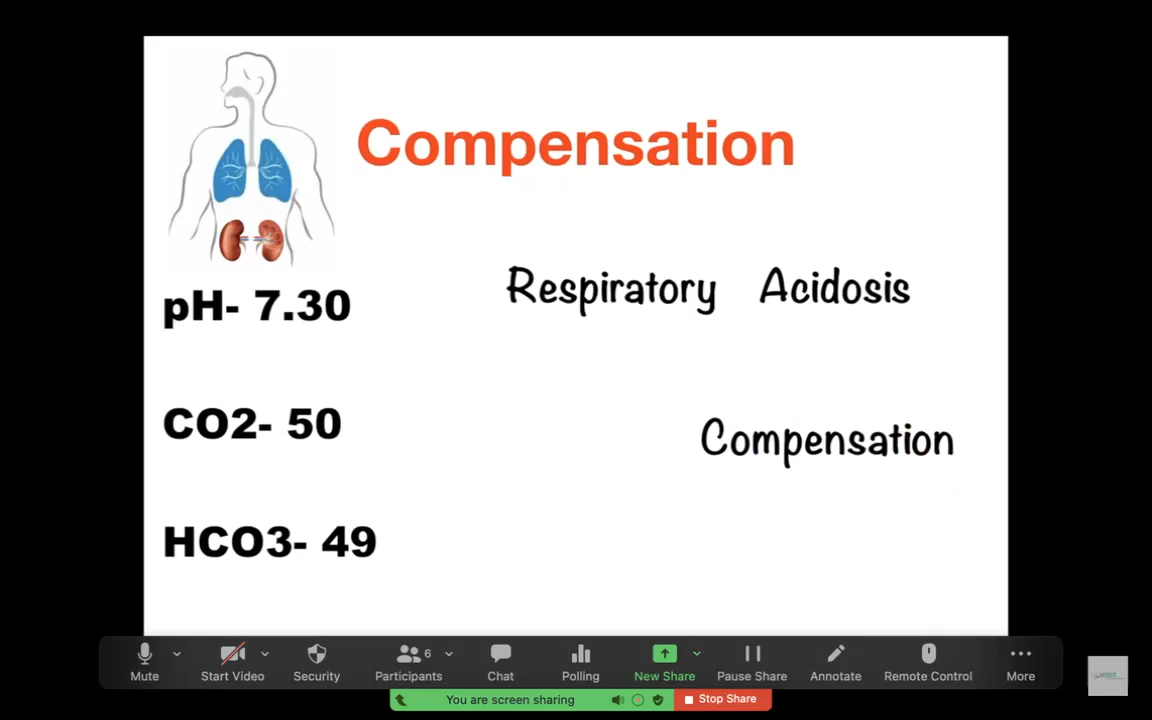 Compensation
Respiratory Acidosis
pH- 7.30
CO2- 50
Compensation
HCO3- 49
Mute
Start Video
Security
6
Participants
Chat
Polling
New Share
Pause Share
Annotate
Remote Control
More
You are screen sharing
Stop Share